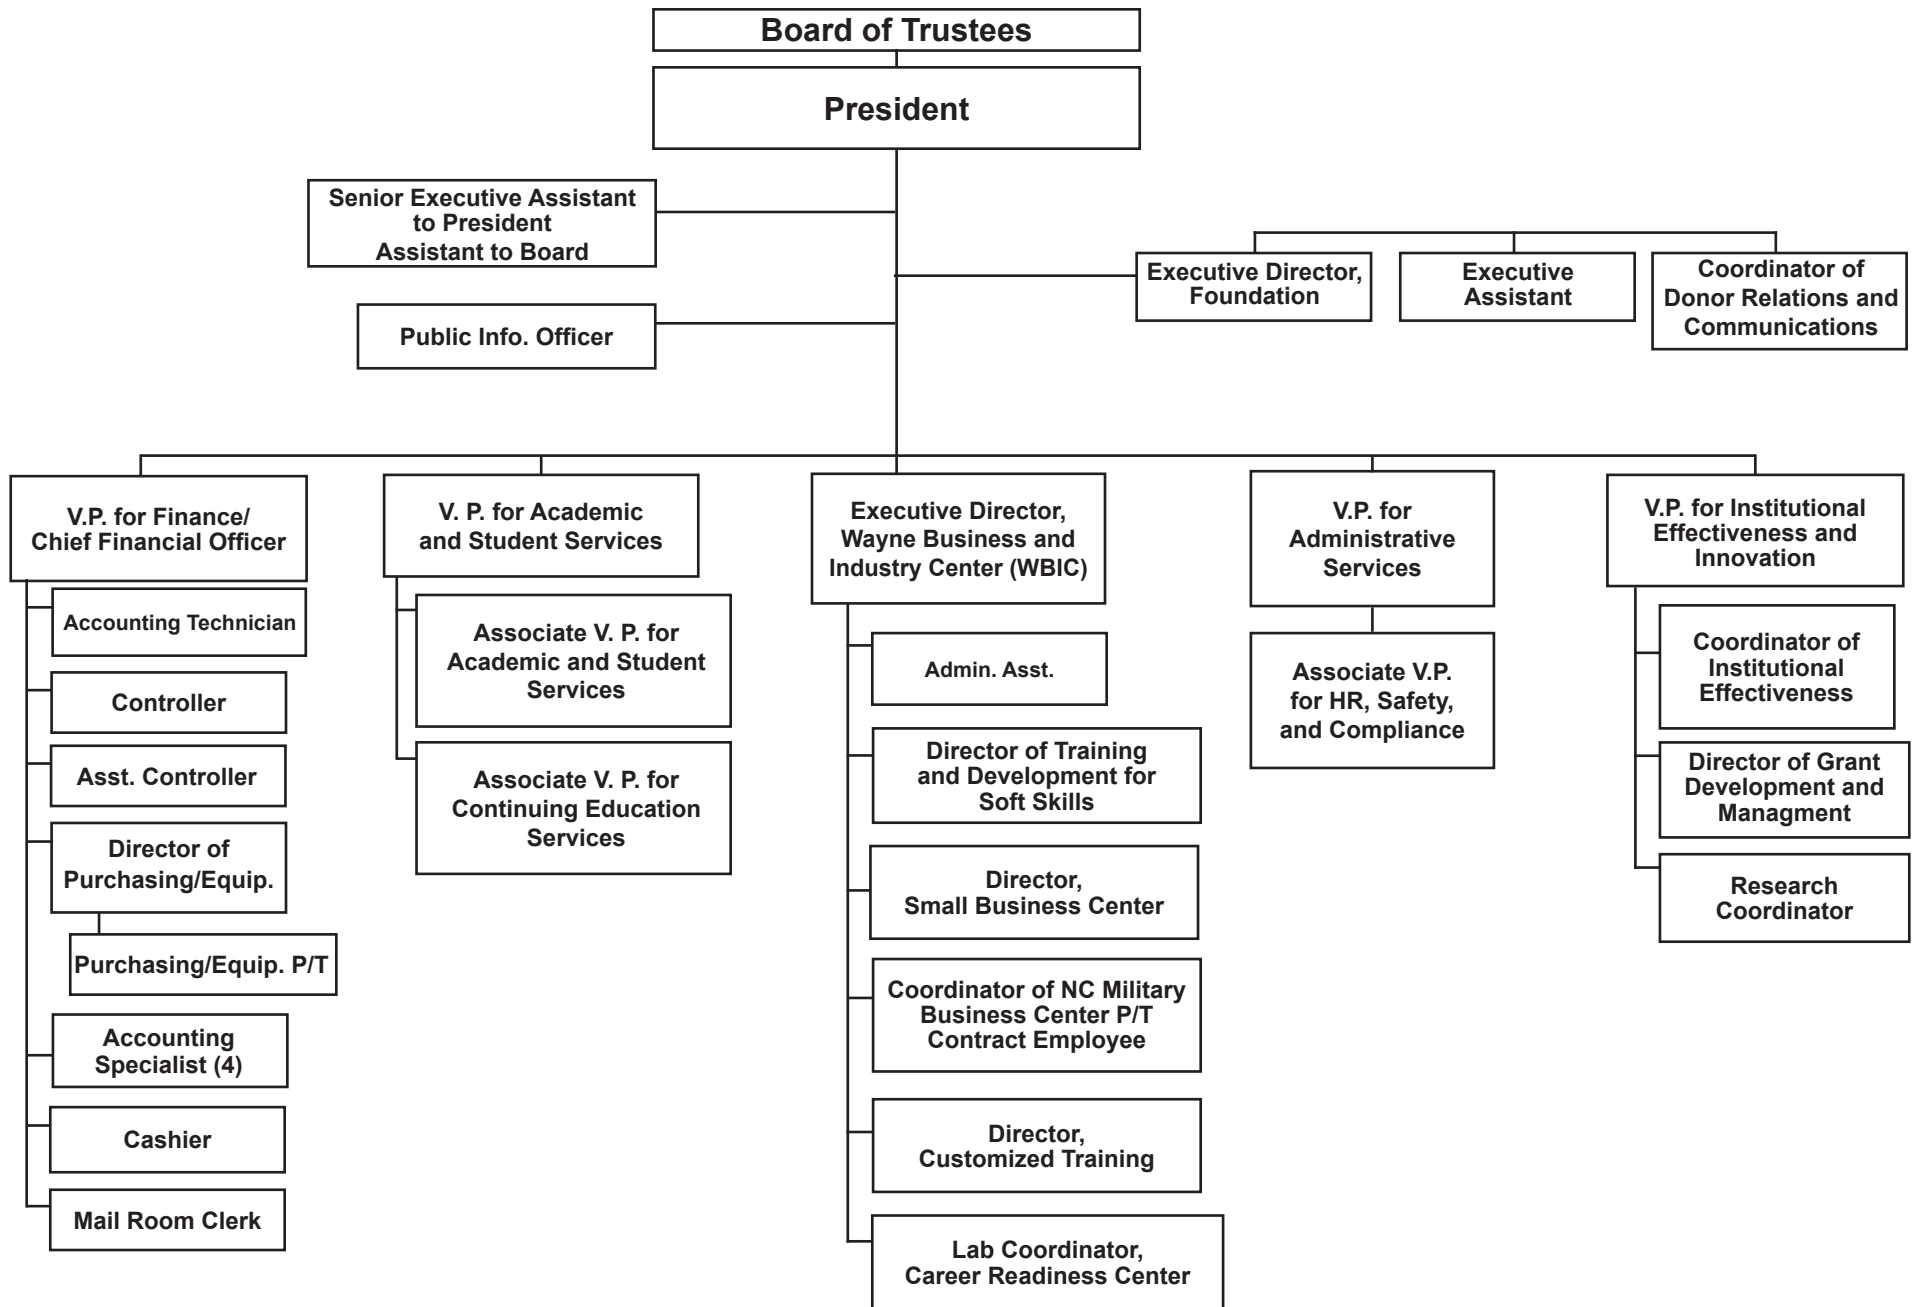 Board of Trustees
President
Senior Executive Assistant
to President
Assistant to Board
Public Info. Officer
Executive Director,
Foundation
Executive
Assistant
Coordinator of
Donor Relations and
Communications
V.P. for Finance/
Chief Financial Officer
Accounting Technician
Controller
Asst. Controller
Director of
Purchasing/Equip.
Purchasing/Equip. P/T
Accounting
Specialist (4)
Cashier
Mail Room Clerk
V. P. for Academic
and Student Services
Associate V. P. for
Academic and Student
Services
Associate V. P. for
Continuing Education
Services
Executive Director,
Wayne Business and
Industry Center (WBIC)
Admin. Asst.
Director of Training
and Development for
Soft Skills
Director,
Small Business Center
Coordinator of NC Military
Business Center P/T
Contract Employee
Director,
Customized Training
Lab Coordinator,
Career Readiness Center
V.P. for
Administrative
Services
Associate V.P.
for HR, Safety,
and Compliance
V.P. for Institutional
Effectiveness and
Innovation
Coordinator of
Institutional
Effectiveness
Director of Grant
Development and
Managment
Research
Coordinator